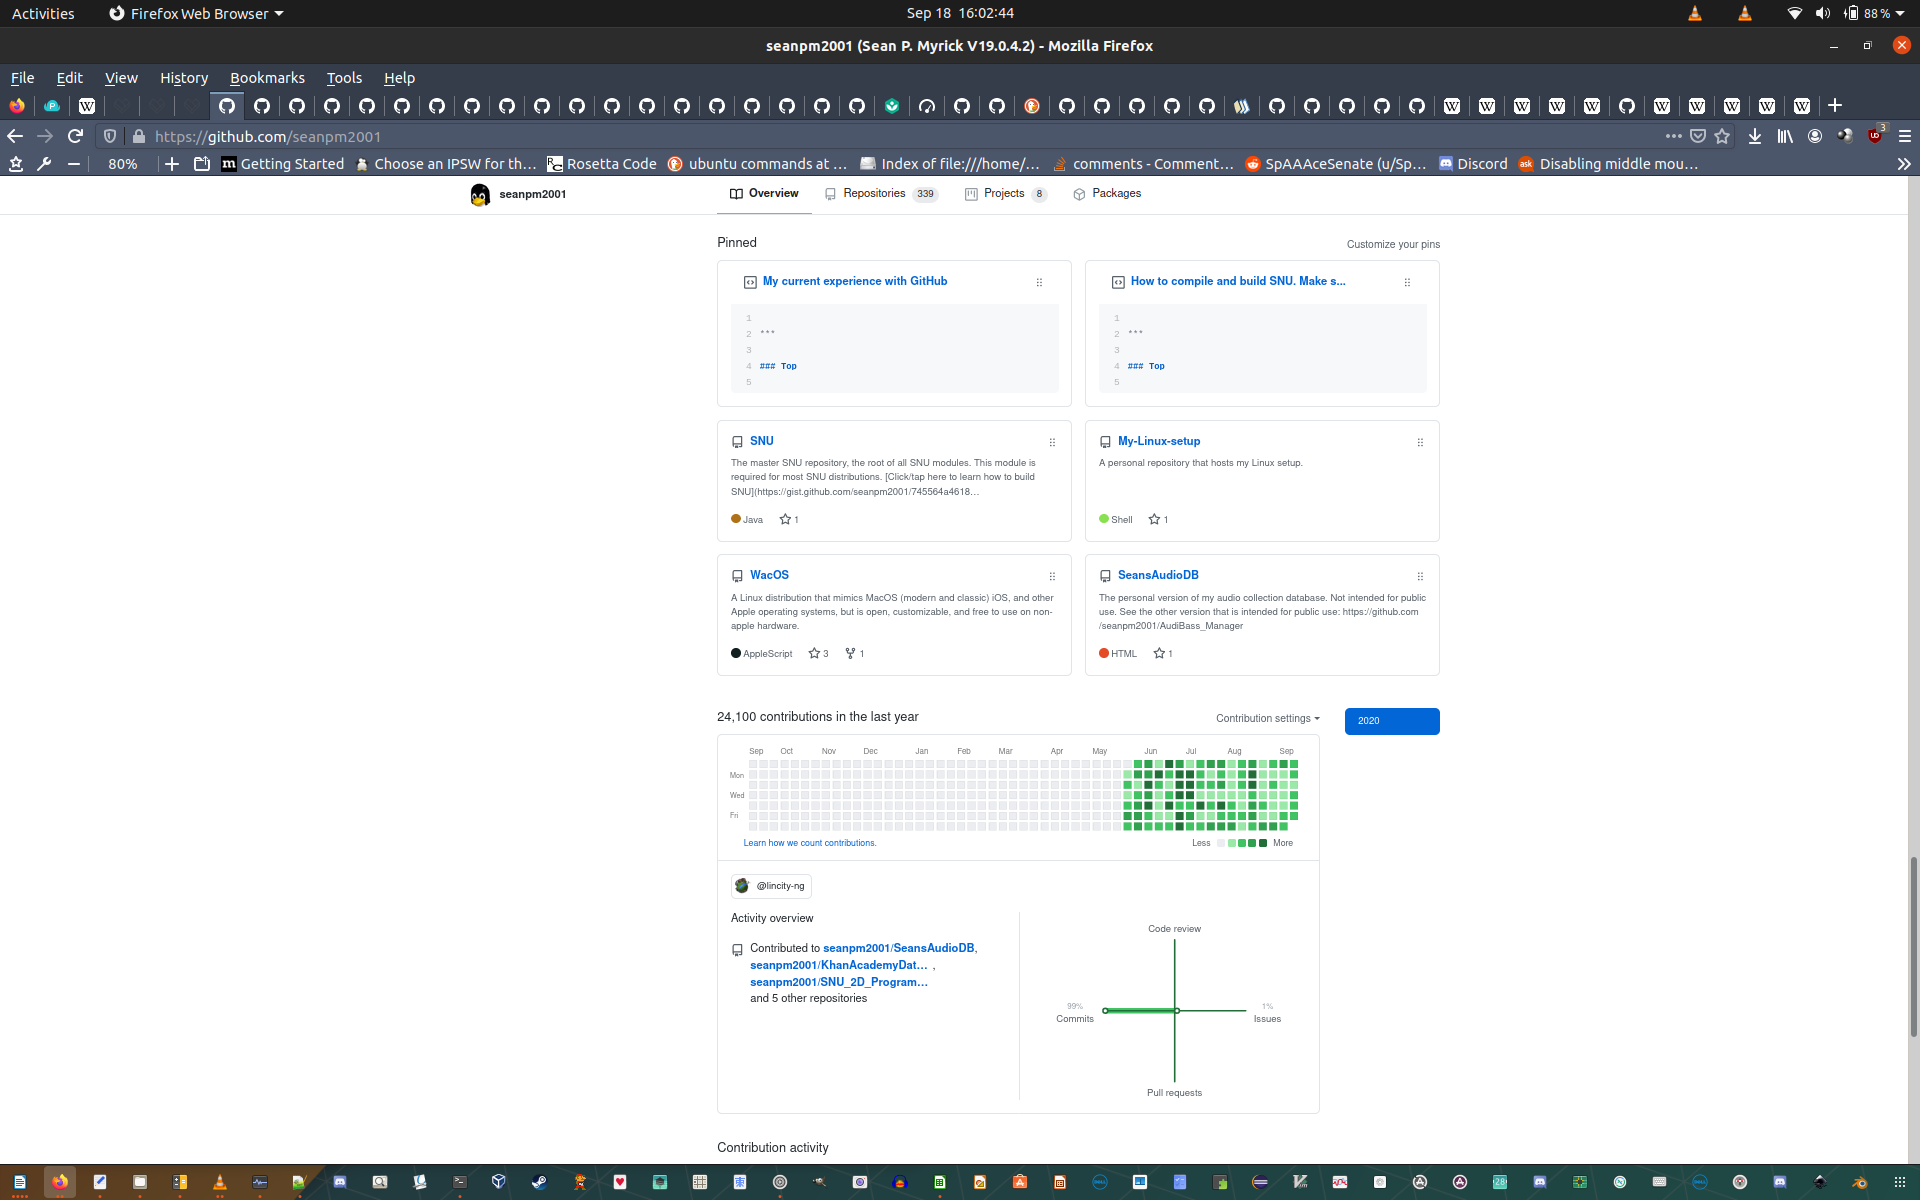 Activities
Firefox Web Browser
Sep 18 16:02:44
88 %
seanpm2001 (Sean P. Myrick V19.0.4.2) - Mozilla Firefox
File Edit View History Bookmarks Tools Help
https://github.com/seanpm2001
3
80%
Getting Started
Choose an IPSW for th…
Rosetta Code
ubuntu commands at …
Index of file:///home/…
comments - Comment…
SpAAAceSenate (u/Sp…
Discord
Disabling middle mou…
seanpm2001
Overview
Repositories 339
Projects 8
Packages
Pinned
Customize your pins
My current experience with GitHub
1
2 ***
3
4 ### Top
5
How to compile and build SNU. Make s...
1
2 ***
3
4 ### Top
5
SNU
The master SNU repository, the root of all SNU modules. This module is
required for most SNU distributions. [Click/tap here to learn how to build
SNU](https://gist.github.com/seanpm2001/745564a4618…
Java 1
My-Linux-setup
A personal repository that hosts my Linux setup.
Shell 1
WacOS
A Linux distribution that mimics MacOS (modern and classic) iOS, and other
Apple operating systems, but is open, customizable, and free to use on non-
apple hardware.
AppleScript 3 1
SeansAudioDB
The personal version of my audio collection database. Not intended for public
use. See the other version that is intended for public use: https://github.com
/seanpm2001/AudiBass_Manager
HTML 1
24,100 contributions in the last year
Contribution settings
2020
Sep Oct Nov Dec Jan Feb Mar Apr May Jun Jul Aug Sep
Mon
Wed
Fri
Learn how we count contributions.
Less More
@lincity-ng
Activity overview
Contributed to seanpm2001/SeansAudioDB,
seanpm2001/KhanAcademyDat… ,
seanpm2001/SNU_2D_Program…
and 5 other repositories
Code review
99%
Commits
1%
Issues
Pull requests
Contribution activity